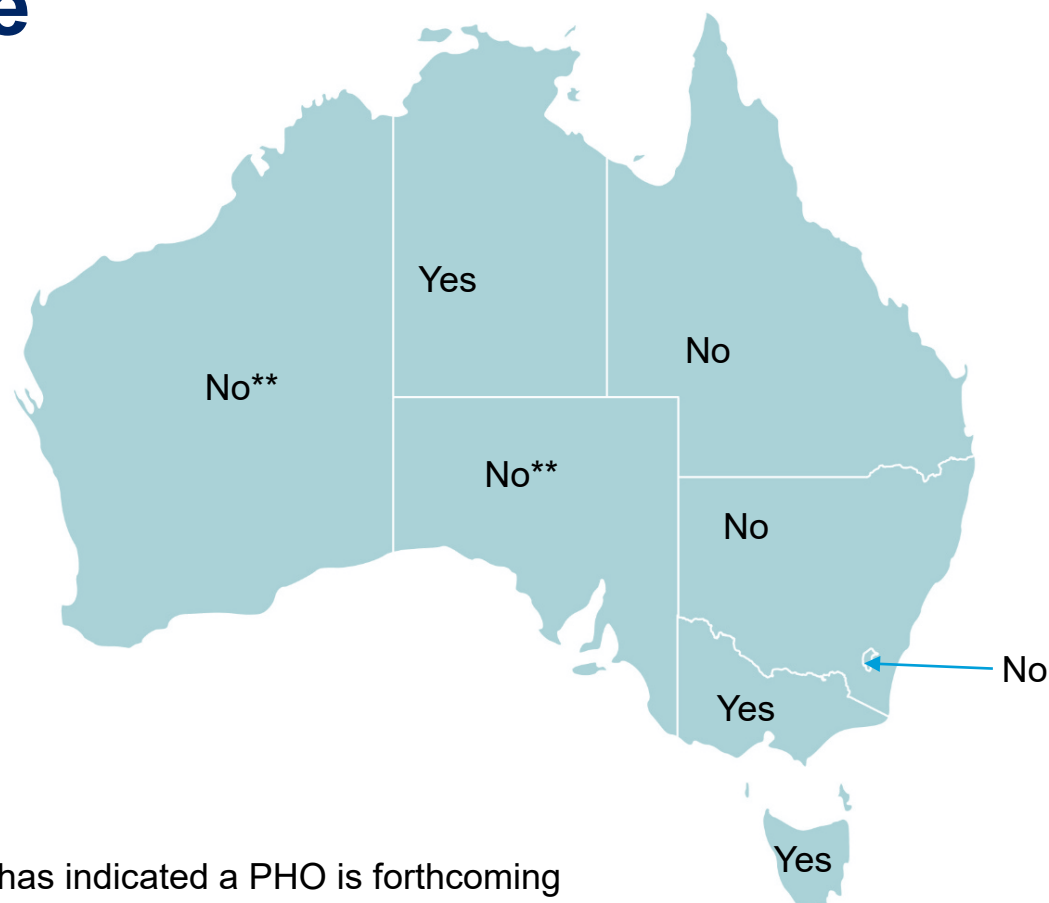 e
Yes
No
No**
No**
No
No
Yes
Yes
has indicated a PHO is forthcoming